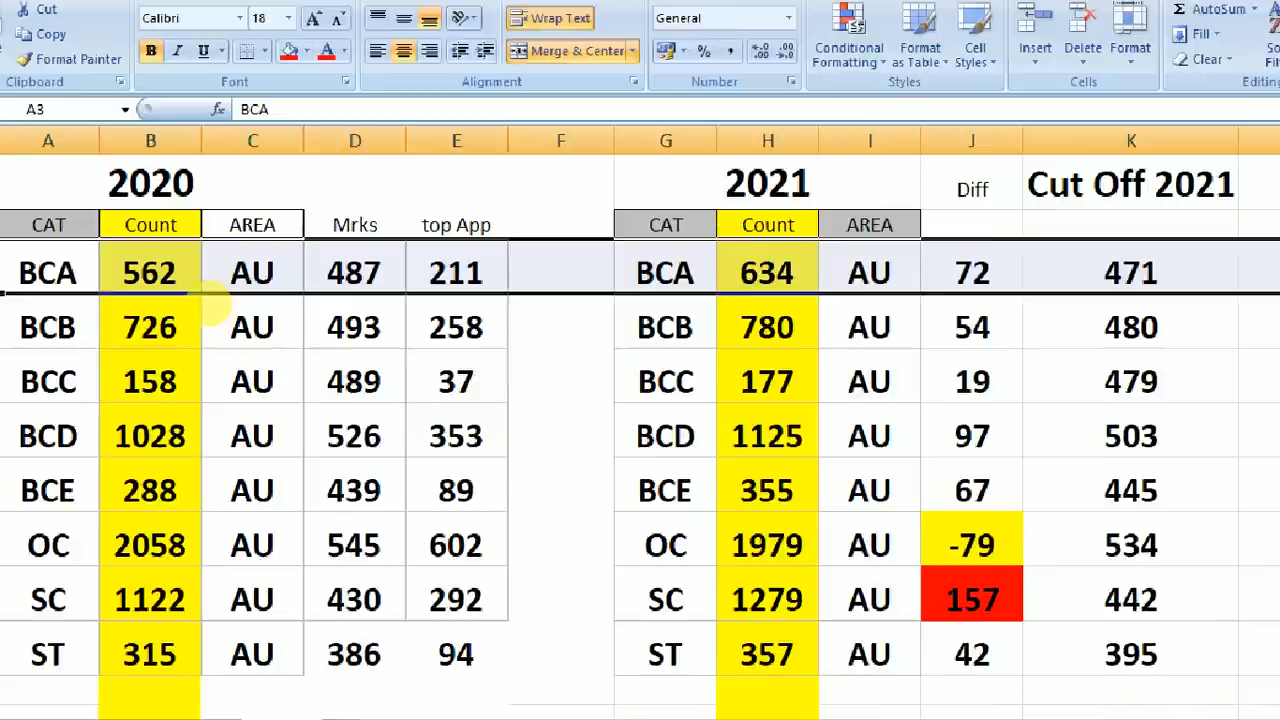 Cut
Calibri 18 A A Wrap Text General Σ AutoSum
Copy Fill
Format Painter B I U A Merge & Center % , Conditional Formatting Format as Table Cell Styles Insert Delete Format Clear
Clipboard Font Alignment Number Styles Cells
A3 fx BCA
A B C D E F G H I J K
2020 2021 Diff Cut Off 2021
CAT Count AREA Mrks top App CAT Count AREA
BCA 562 AU 487 211 BCA 634 AU 72 471
BCB 726 AU 493 258 BCB 780 AU 54 480
BCC 158 AU 489 37 BCC 177 AU 19 479
BCD 1028 AU 526 353 BCD 1125 AU 97 503
BCE 288 AU 439 89 BCE 355 AU 67 445
OC 2058 AU 545 602 OC 1979 AU -79 534
SC 1122 AU 430 292 SC 1279 AU 157 442
ST 315 AU 386 94 ST 357 AU 42 395